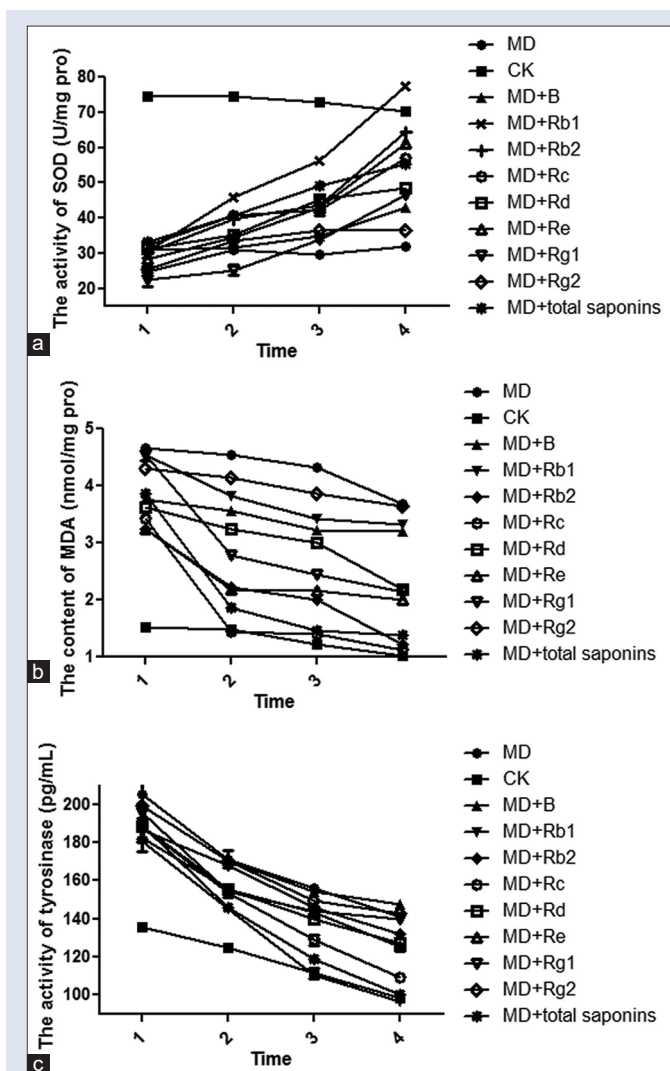 The activity of SOD (U/mg pro)
80
70
60
50
40
30
20
1
2
3
4
Time
MD
CK
MD+B
MD+Rb1
MD+Rb2
MD+Rc
MD+Rd
MD+Re
MD+Rg1
MD+Rg2
MD+total saponins
a
The content of MDA (nmol/mg pro)
5
4
3
2
1
1
2
3
4
Time
MD
CK
MD+B
MD+Rb1
MD+Rb2
MD+Rc
MD+Rd
MD+Re
MD+Rg1
MD+Rg2
MD+total saponins
b
The activity of tyrosinase (pg/mL)
200
180
160
140
120
100
1
2
3
4
Time
MD
CK
MD+B
MD+Rb1
MD+Rb2
MD+Rc
MD+Rd
MD+Re
MD+Rg1
MD+Rg2
MD+total saponins
c